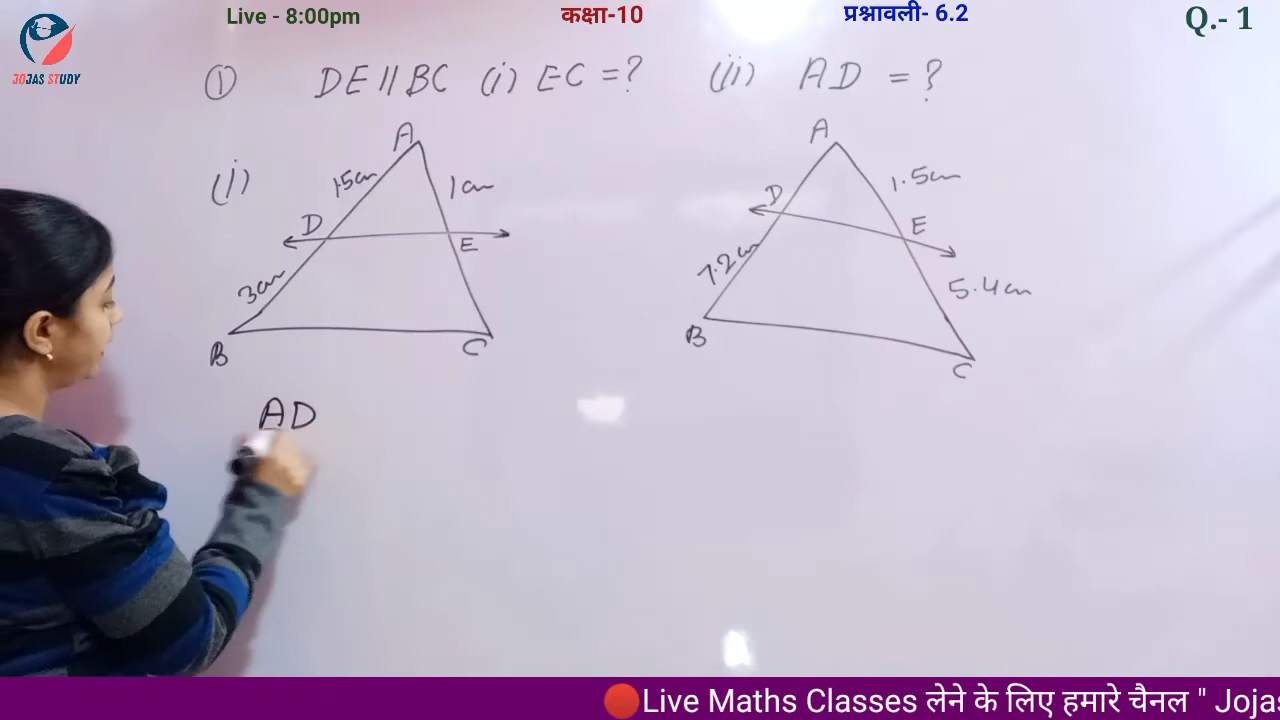 Live - 8:00pm
कक्षा-10
प्रश्नावली- 6.2
Q.- 1
JOJAS STUDY
① DE || BC (i) EC = ? (ii) AD = ?
(i)
A
1.5cm
1cm
D
E
3cm
B
C
A
1.5cm
D
E
7.2cm
5.4cm
B
C
AD
🔴Live Maths Classes लेने के लिए हमारे चैनल " Jojas